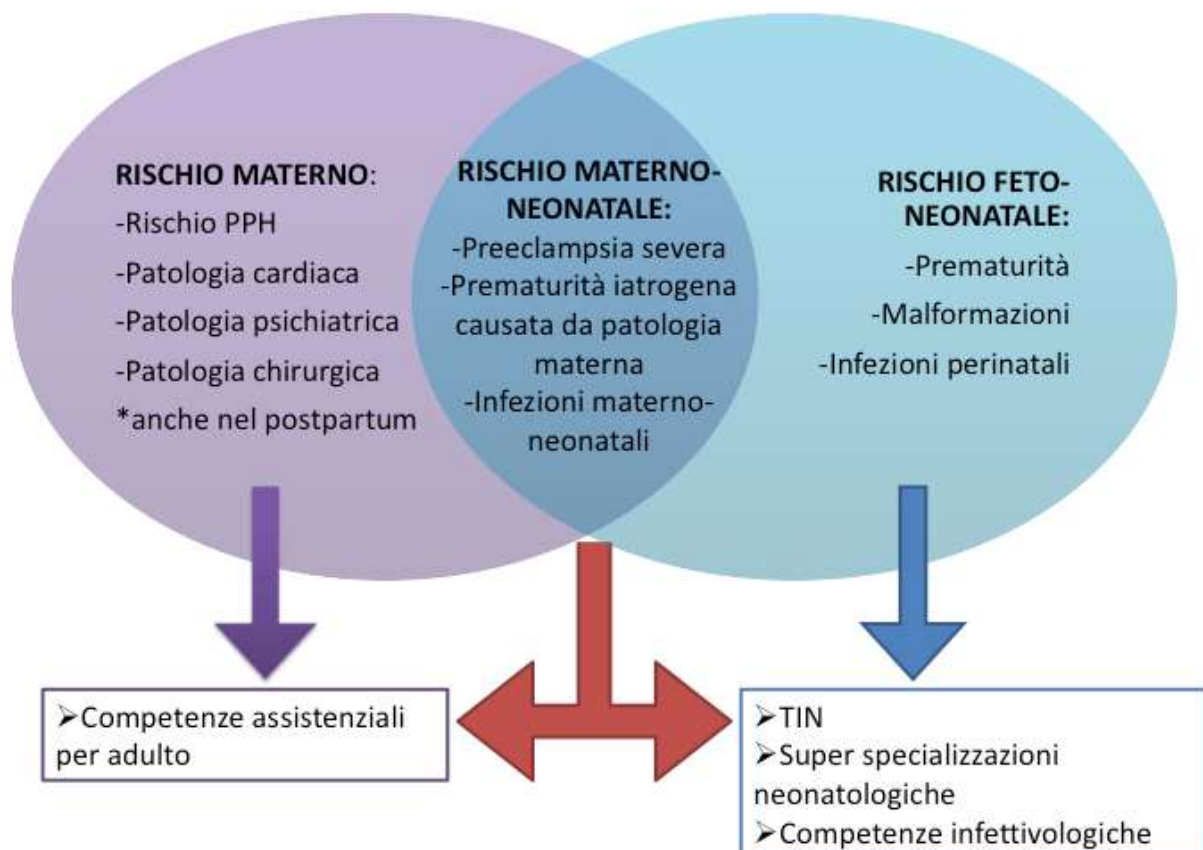 RISCHIO MATERNO:
-Rischio PPH
-Patologia cardiaca
-Patologia psichiatrica
-Patologia chirurgica
*anche nel postpartum
RISCHIO MATERNO-
NEONATALE:
-Preeclampsia severa
-Prematurità iatrogena
causata da patologia
materna
-Infezioni materno-
neonatali
RISCHIO FETO-
NEONATALE:
-Prematurità
-Malformazioni
-Infezioni perinatali
➢Competenze assistenziali
per adulto
➢TIN
➢Super specializzazioni
neonatologiche
➢Competenze infettivologiche